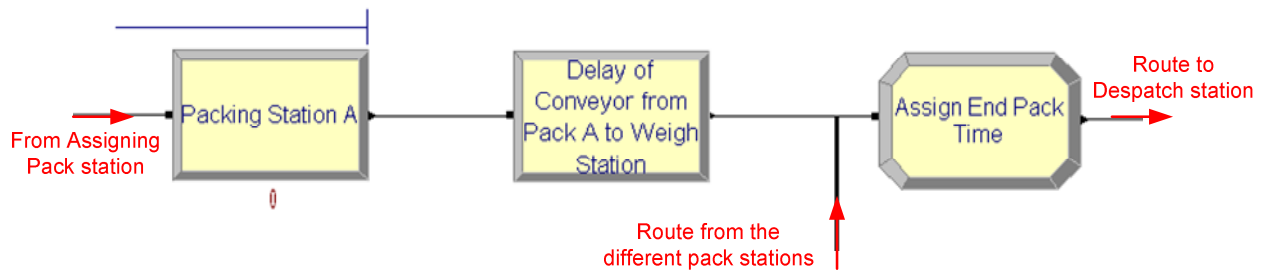 Packing Station A
0
From Assigning
Pack station
Delay of
Conveyor from
Pack A to Weigh
Station
Route from the
different pack stations
Assign End Pack
Time
Route to
Despatch station